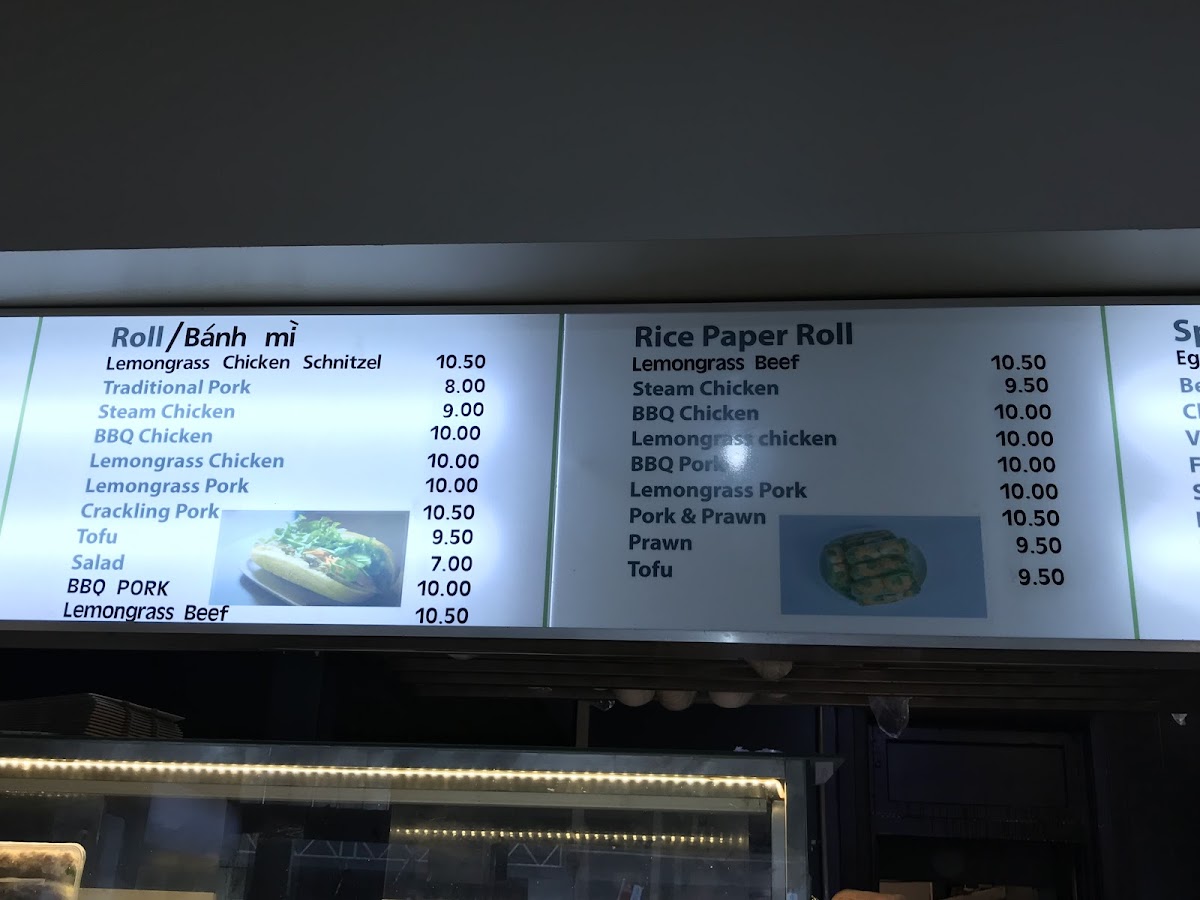 Roll/Bánh mì
Lemongrass Chicken Schnitzel 10.50
Traditional Pork 8.00
Steam Chicken 9.00
BBQ Chicken 10.00
Lemongrass Chicken 10.00
Lemongrass Pork 10.00
Crackling Pork 10.50
Tofu 9.50
Salad 7.00
BBQ PORK 10.00
Lemongrass Beef 10.50
Rice Paper Roll
Lemongrass Beef 10.50
Steam Chicken 9.50
BBQ Chicken 10.00
Lemongrass chicken 10.00
BBQ Pork 10.00
Lemongrass Pork 10.00
Pork & Prawn 10.50
Prawn 9.50
Tofu 9.50